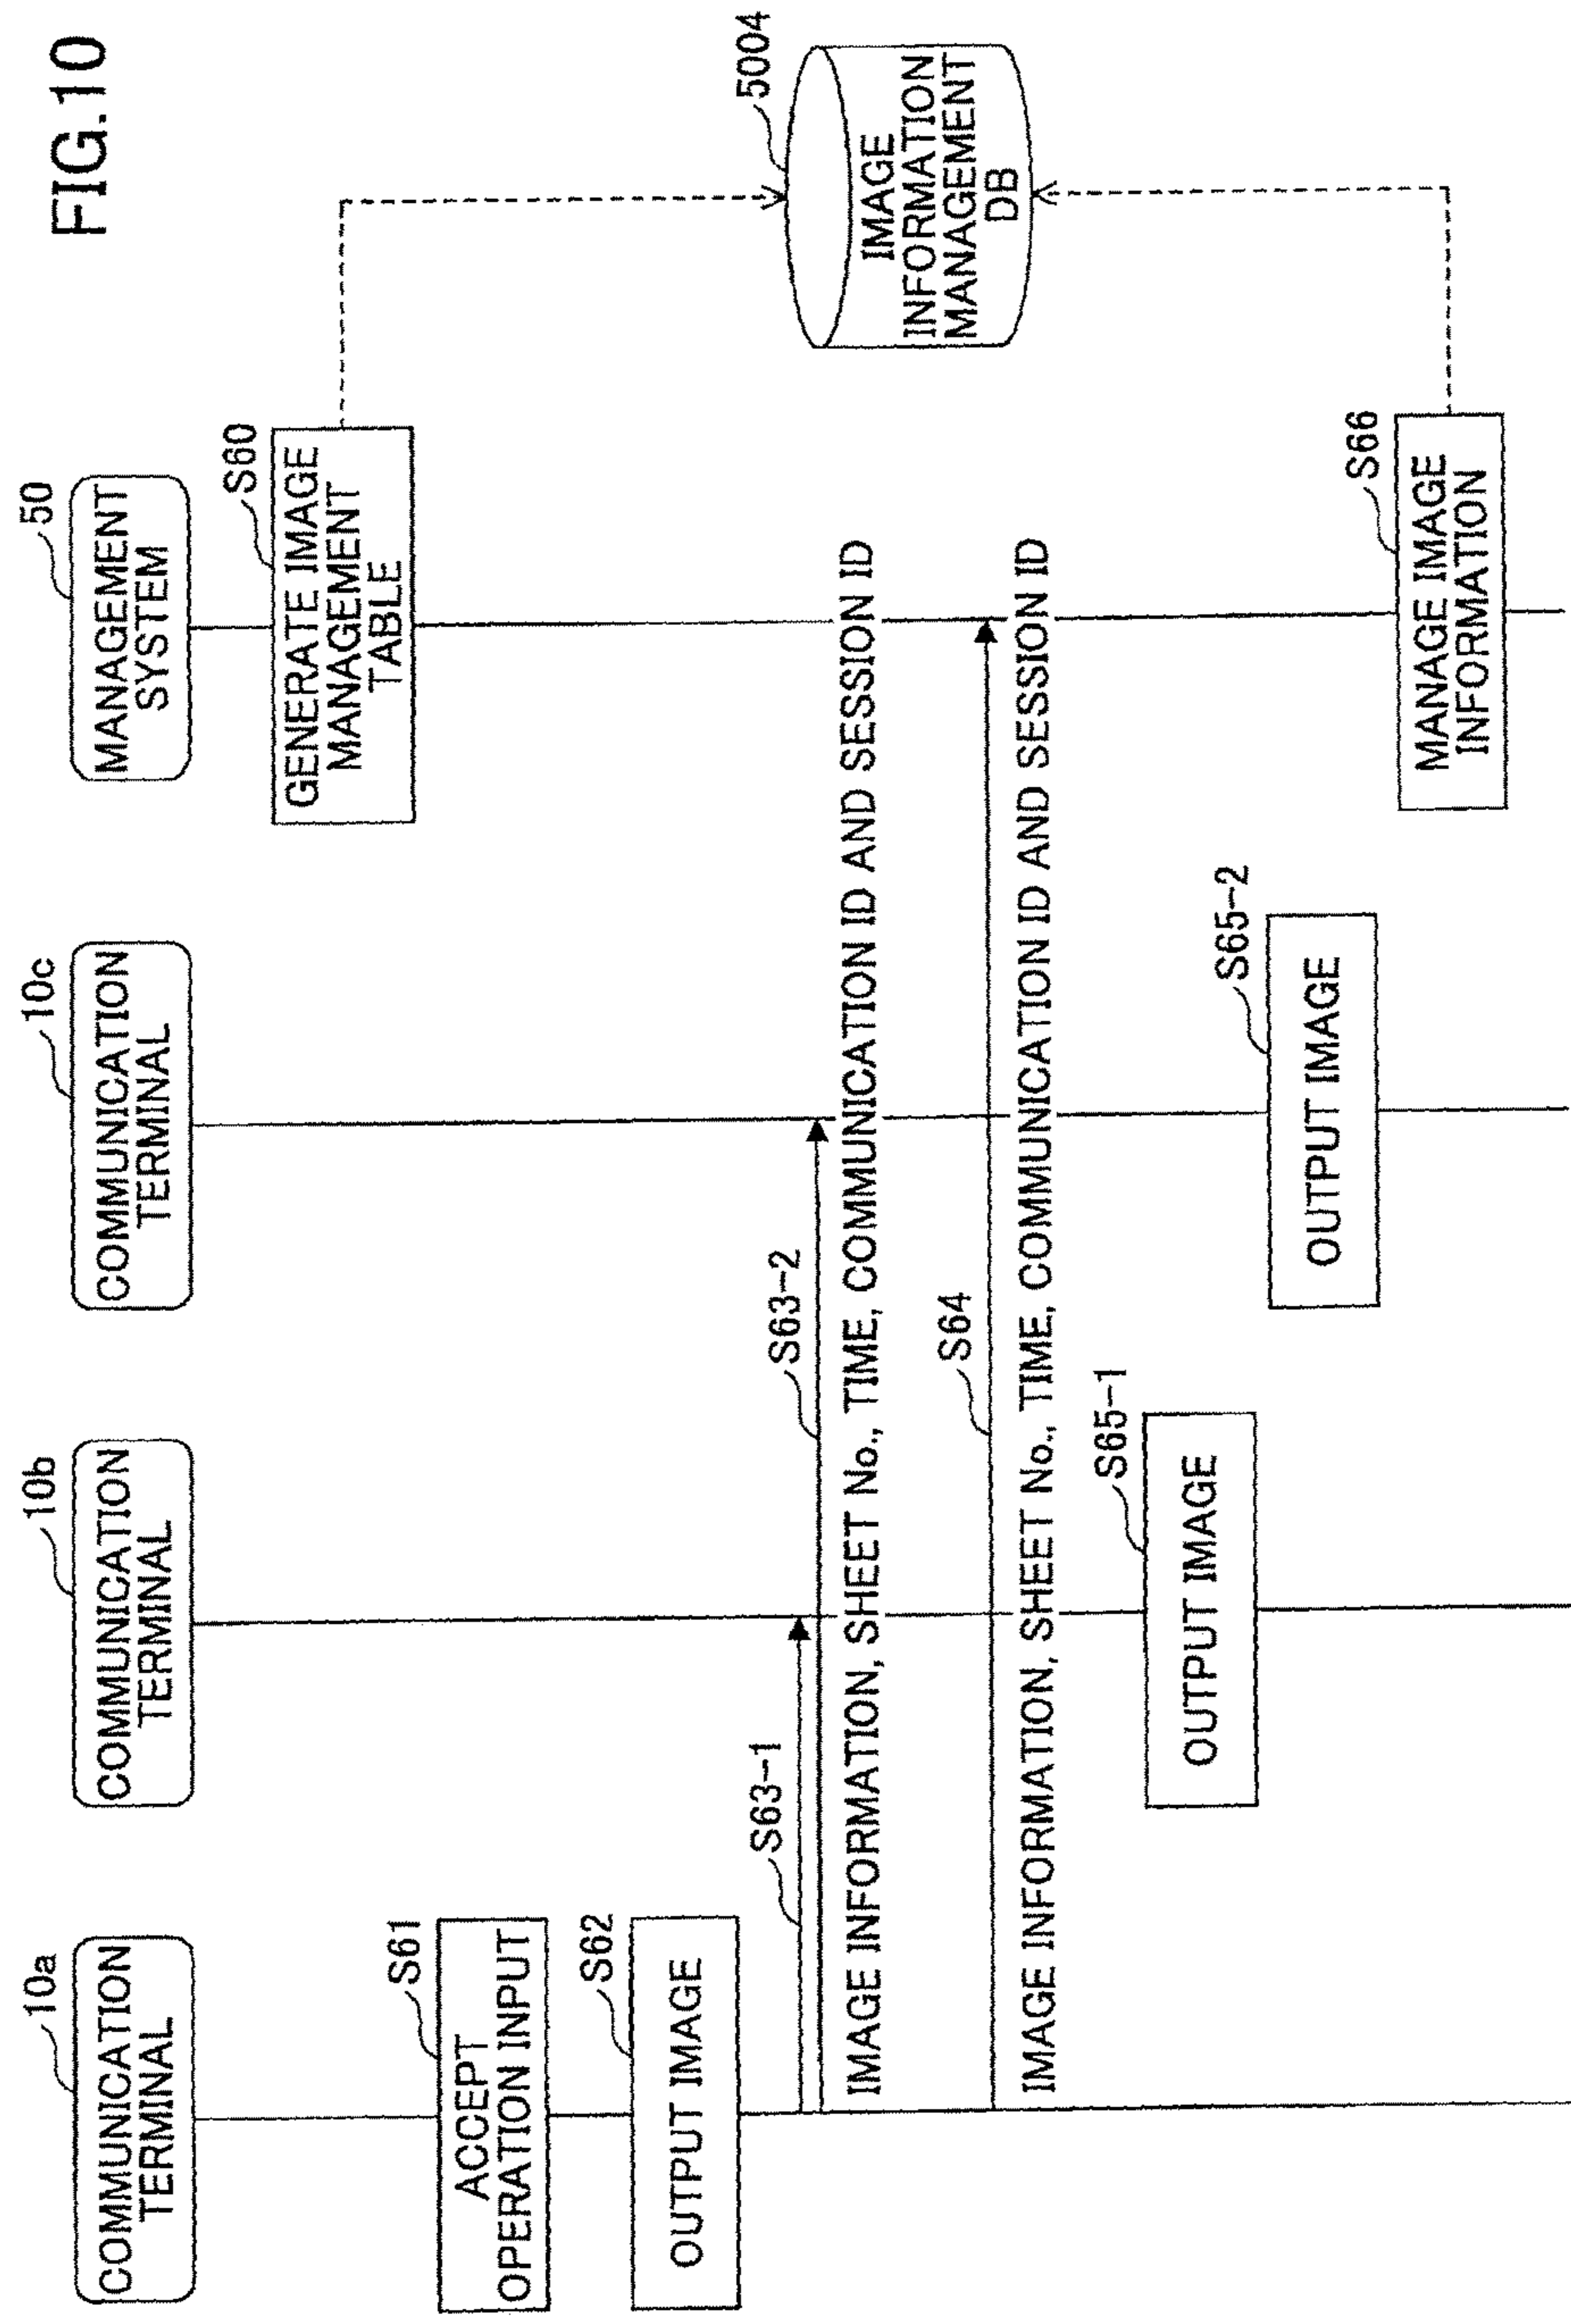 FIG.10
10a
COMMUNICATION
TERMINAL
10b
COMMUNICATION
TERMINAL
10c
COMMUNICATION
TERMINAL
50
MANAGEMENT
SYSTEM
S60
GENERATE IMAGE
MANAGEMENT
TABLE
S61
ACCEPT
OPERATION INPUT
S62
OUTPUT IMAGE
S63-1
S63-2
IMAGE INFORMATION, SHEET No., TIME, COMMUNICATION ID AND SESSION ID
5004
IMAGE
INFORMATION
MANAGEMENT
DB
S64
IMAGE INFORMATION, SHEET No., TIME, COMMUNICATION ID AND SESSION ID
S65-1
OUTPUT IMAGE
S65-2
OUTPUT IMAGE
S66
MANAGE IMAGE
INFORMATION